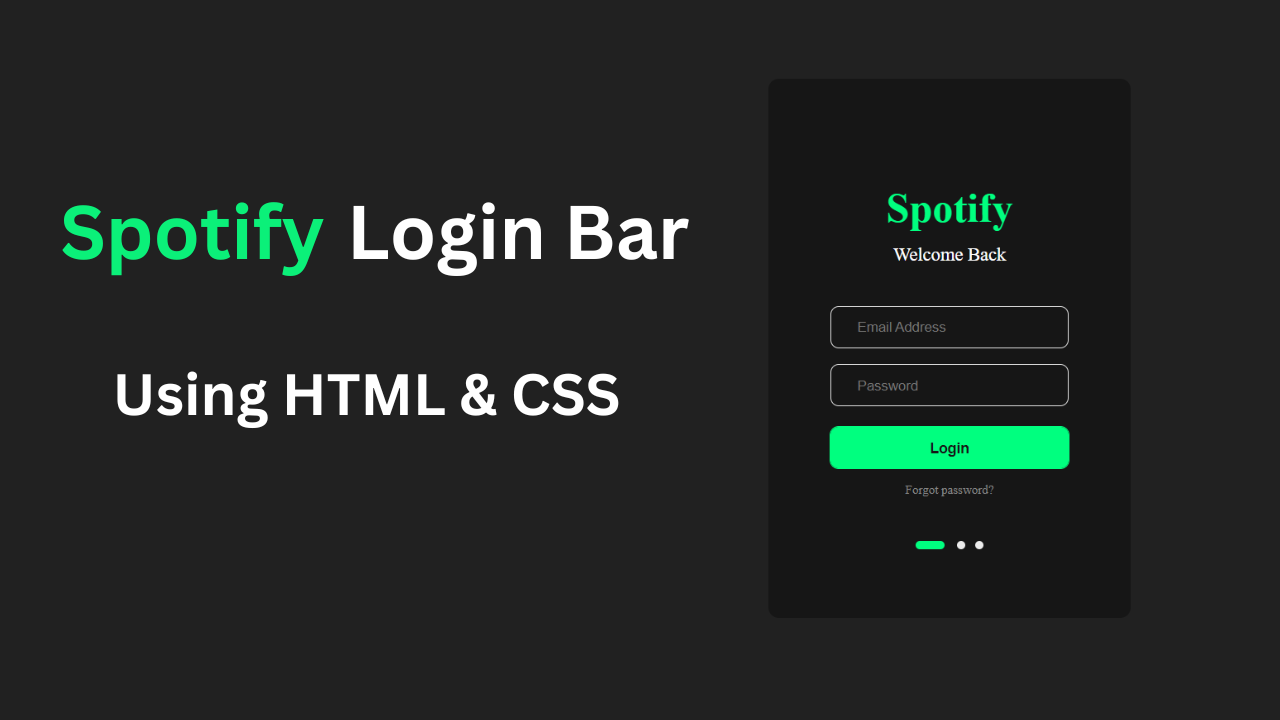 Spotify Login Bar
Using HTML & CSS
Spotify
Welcome Back
Email Address
Password
Login
Forgot password?